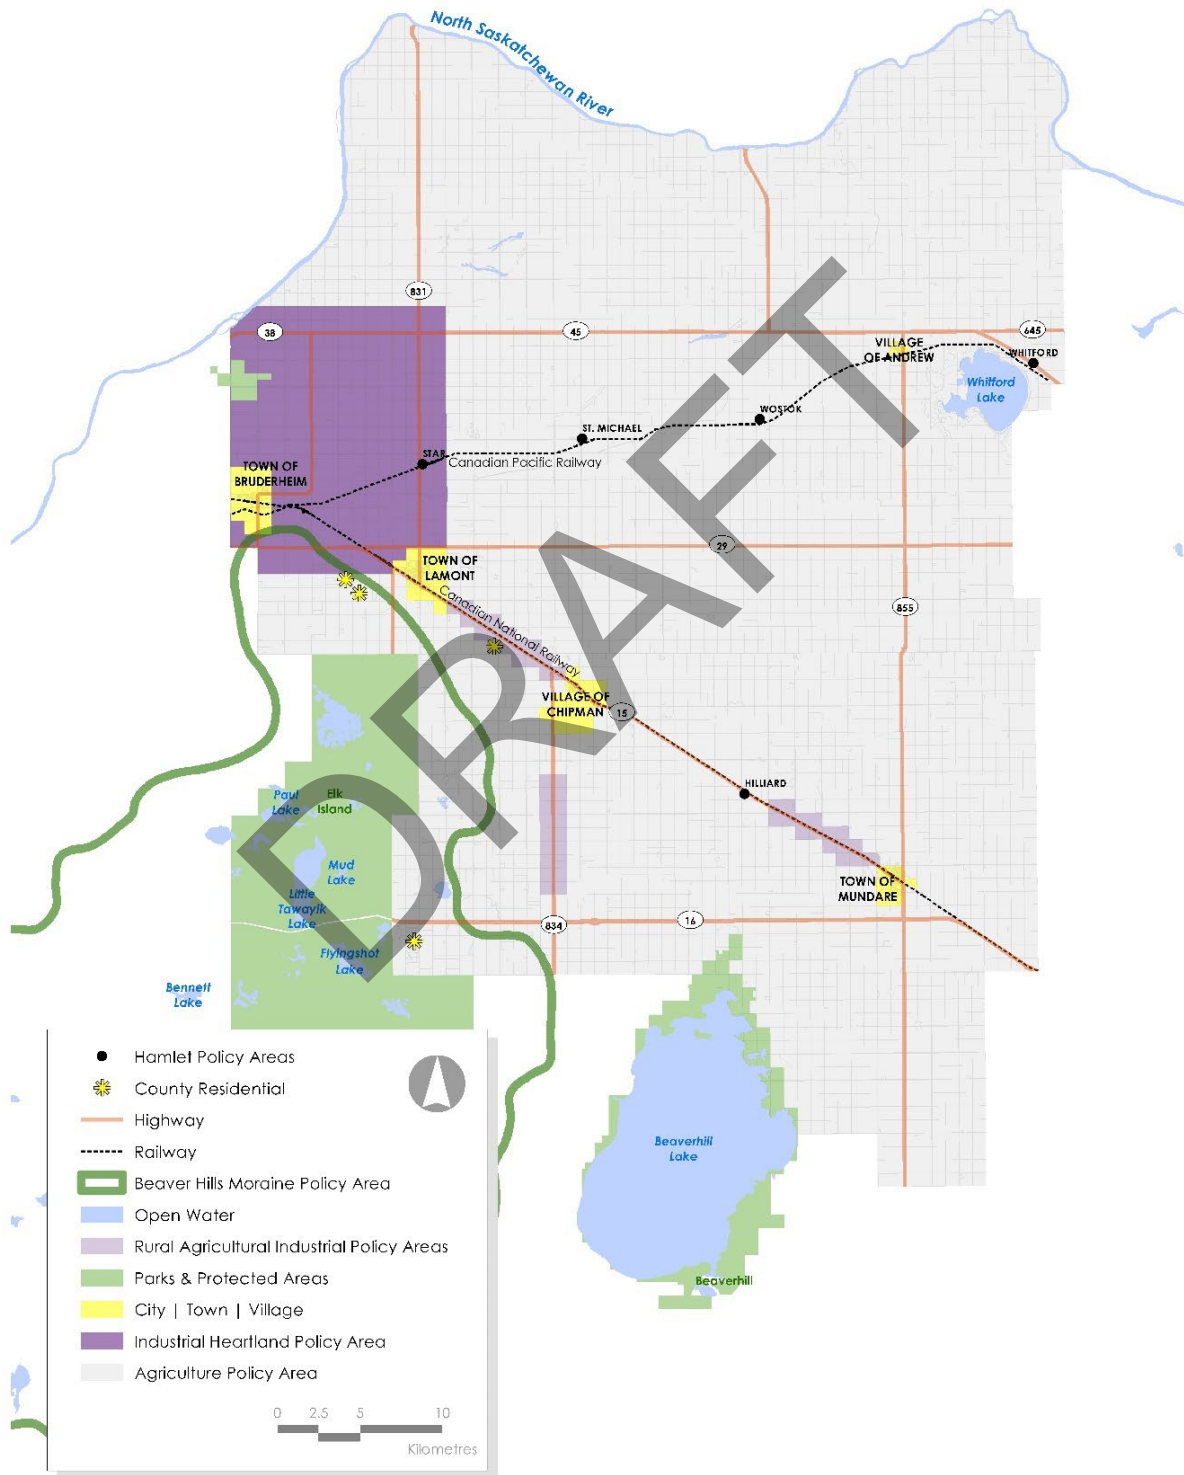 North Saskatchewan River
831
38
45
645
VILLAGE
OF ANDREW
WHITFORD
Whitford
Lake
WOSTOK
ST. MICHAEL
STAR
Canadian Pacific Railway
TOWN OF
BRUDERHEIM
29
TOWN OF
LAMONT
Canadian National Railway
855
VILLAGE OF
CHIPMAN
15
HILLIARD
Paul
Lake
Elk
Island
Mud
Lake
TOWN OF
MUNDARE
Little
Tawayik
Lake
834
16
Flyingshot
Lake
Bennett
Lake
Beaverhill
Lake
Beaverhill
DRAFT
Hamlet Policy Areas
County Residential
Highway
Railway
Beaver Hills Moraine Policy Area
Open Water
Rural Agricultural Industrial Policy Areas
Parks & Protected Areas
City | Town | Village
Industrial Heartland Policy Area
Agriculture Policy Area
0 2.5 5 10
Kilometres